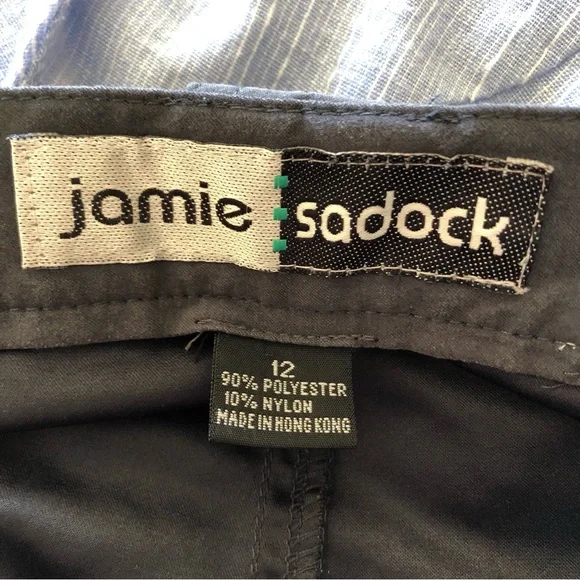 jamie sadock
12
90% POLYESTER
10% NYLON
MADE IN HONG KONG